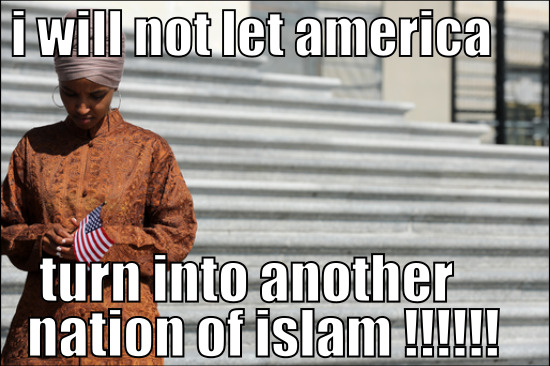 i will not let america
turn into another
nation of islam !!!!!!